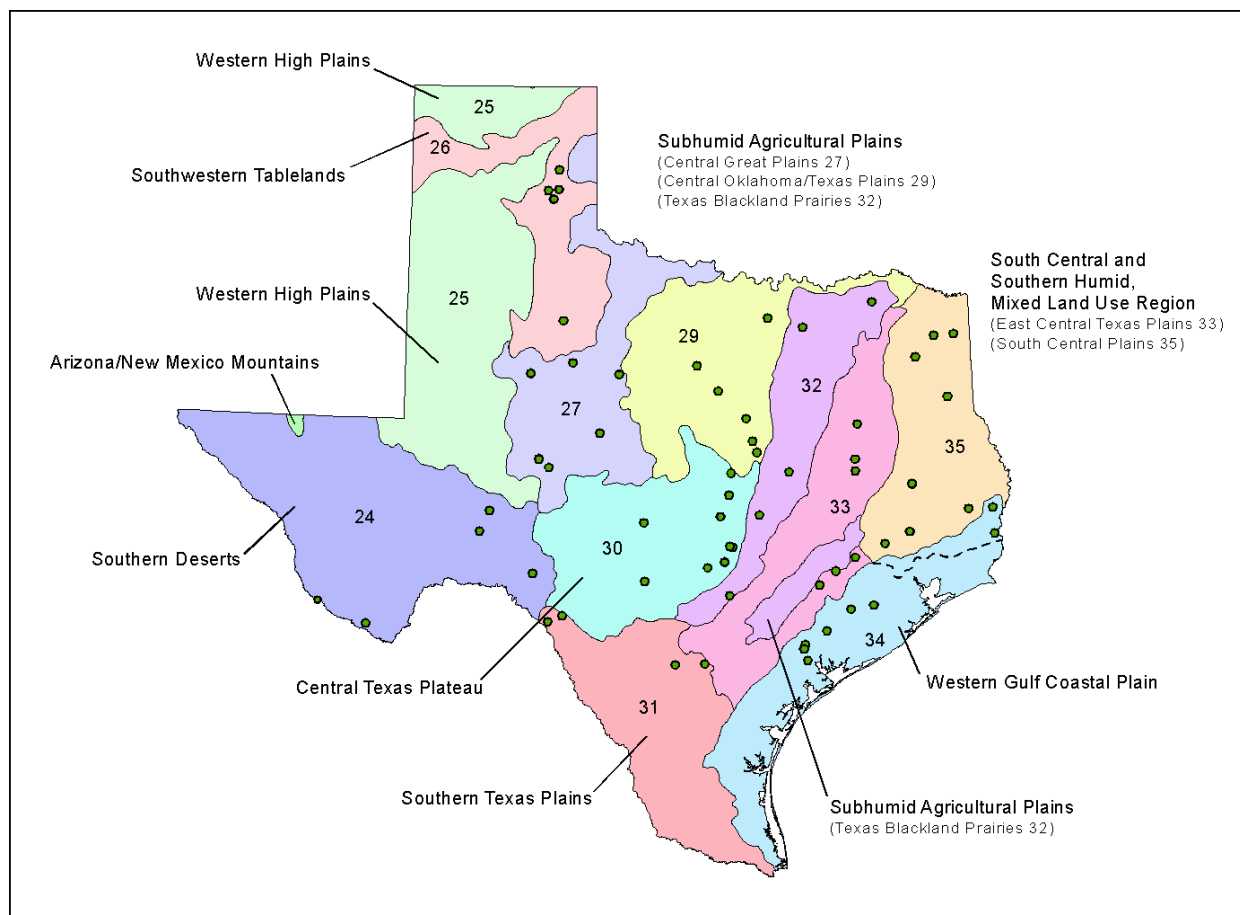 Western High Plains
25
26
Southwestern Tablelands
Subhumid Agricultural Plains
(Central Great Plains 27)
(Central Oklahoma/Texas Plains 29)
(Texas Blackland Prairies 32)
South Central and
Southern Humid,
Mixed Land Use Region
(East Central Texas Plains 33)
(South Central Plains 35)
Western High Plains
25
Arizona/New Mexico Mountains
29
32
27
35
33
24
Southern Deserts
30
34
Central Texas Plateau
Western Gulf Coastal Plain
31
Southern Texas Plains
Subhumid Agricultural Plains
(Texas Blackland Prairies 32)